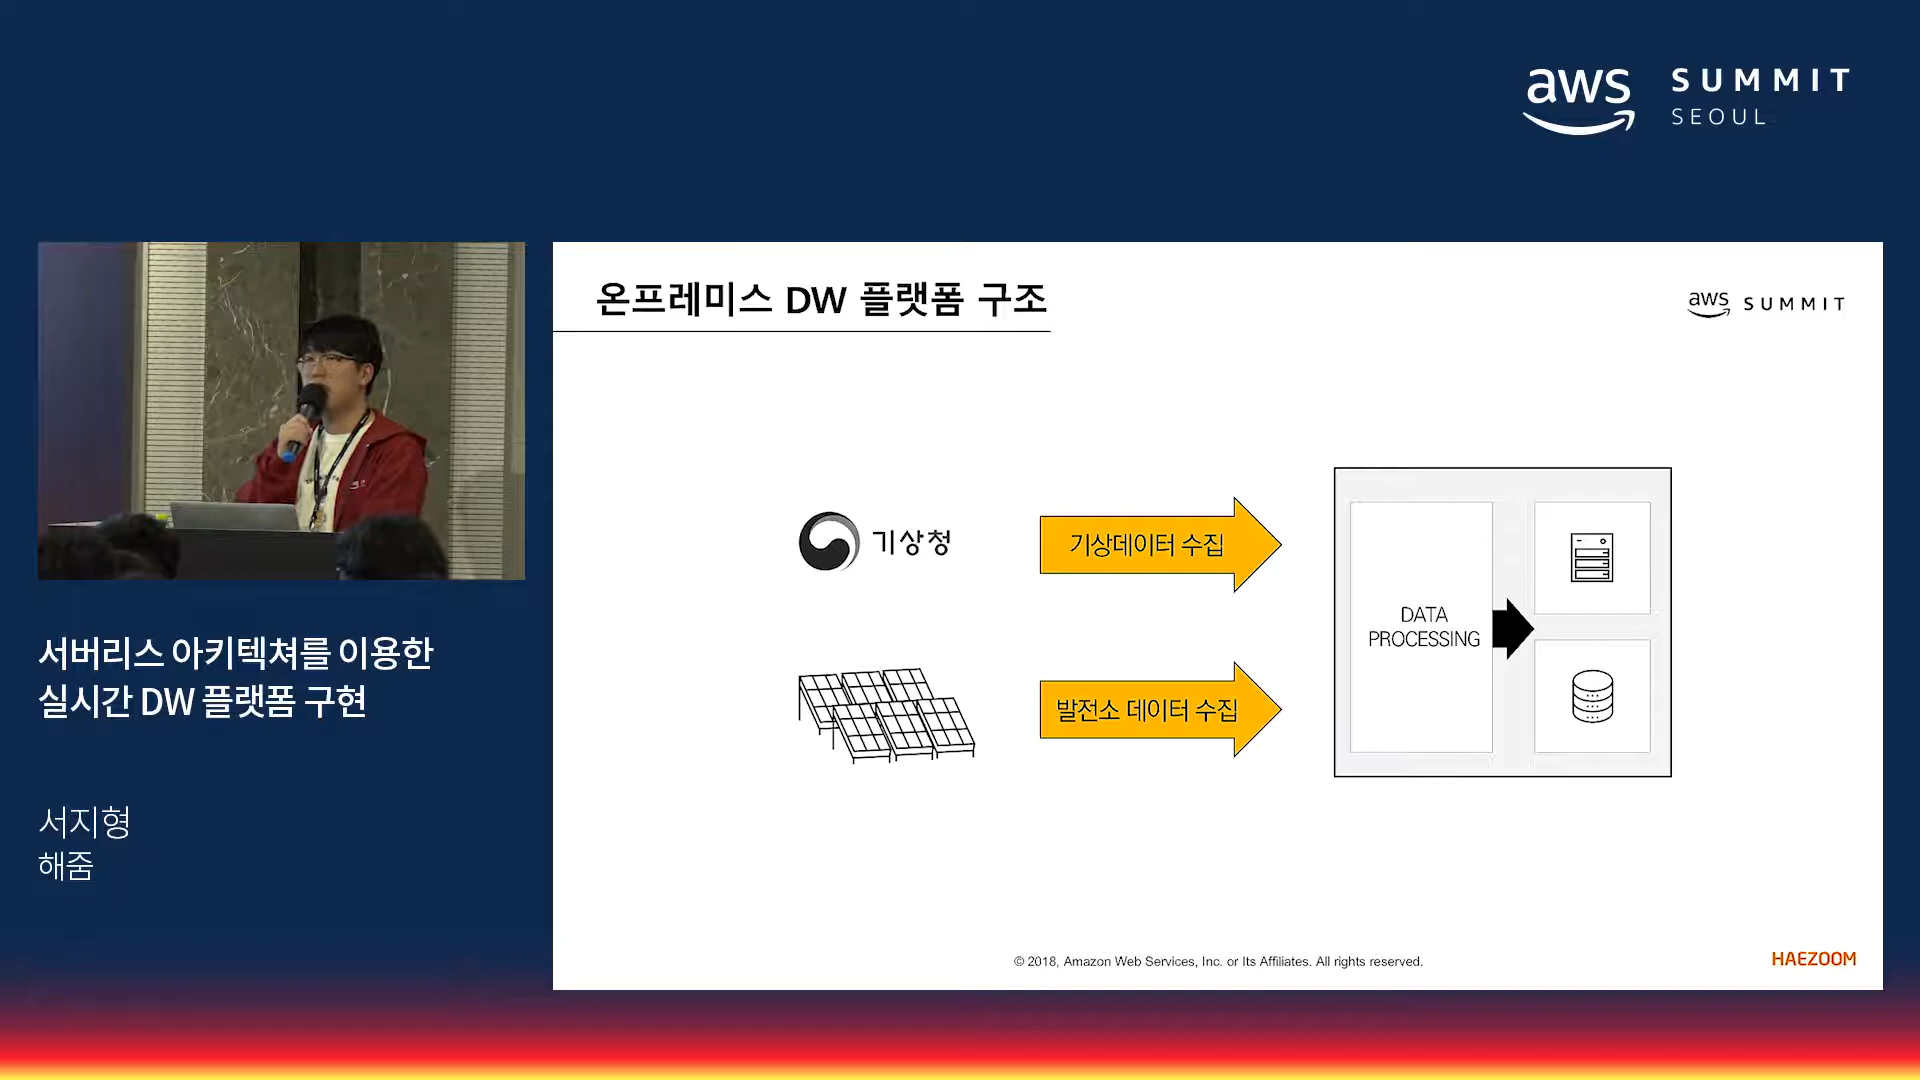 aws SUMMIT
SEOUL
온프레미스 DW 플랫폼 구조
aws SUMMIT
기상청
기상데이터 수집
발전소 데이터 수집
DATA
PROCESSING
서버리스 아키텍쳐를 이용한
실시간 DW 플랫폼 구현
서지형
해줌
© 2018, Amazon Web Services, Inc. or Its Affiliates. All rights reserved.
HAEZOOM